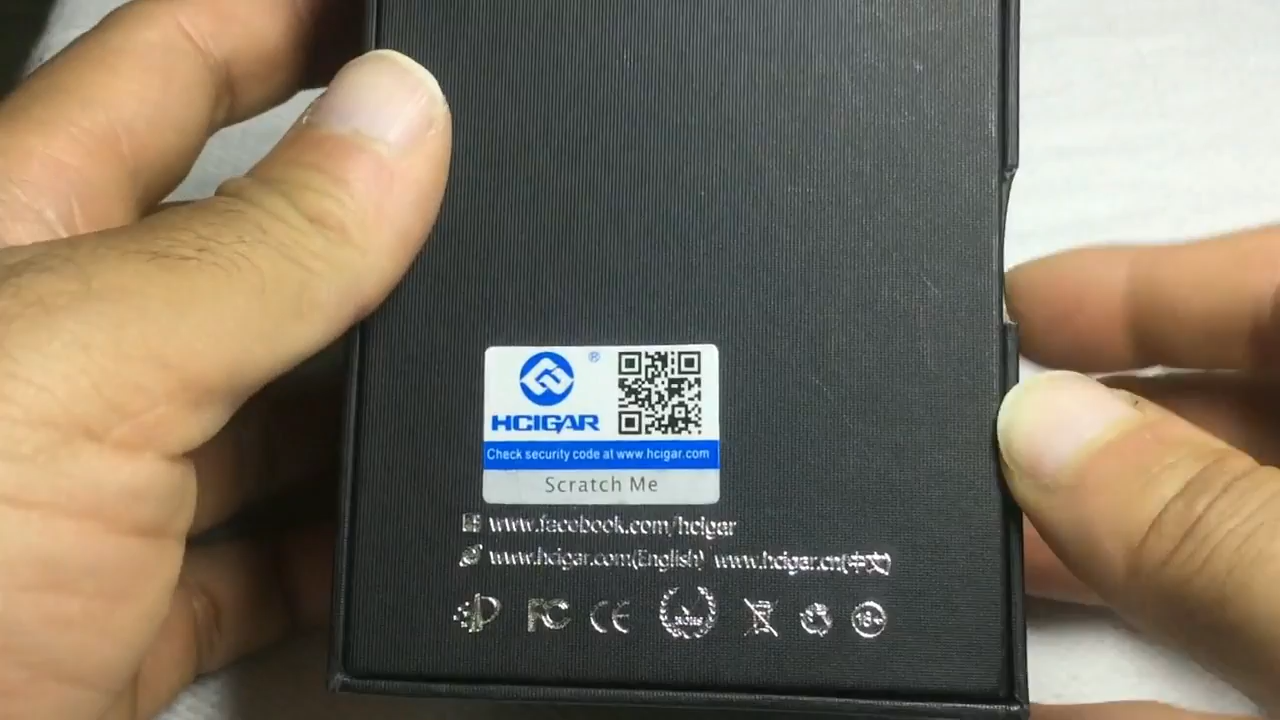 ®
HCIGAR
Check security code at www.hcigar.com
Scratch Me
www.facebook.com/hcigar
www.hcigar.com(English) www.hcigar.cn(中文)
FC CE RoHS 18+